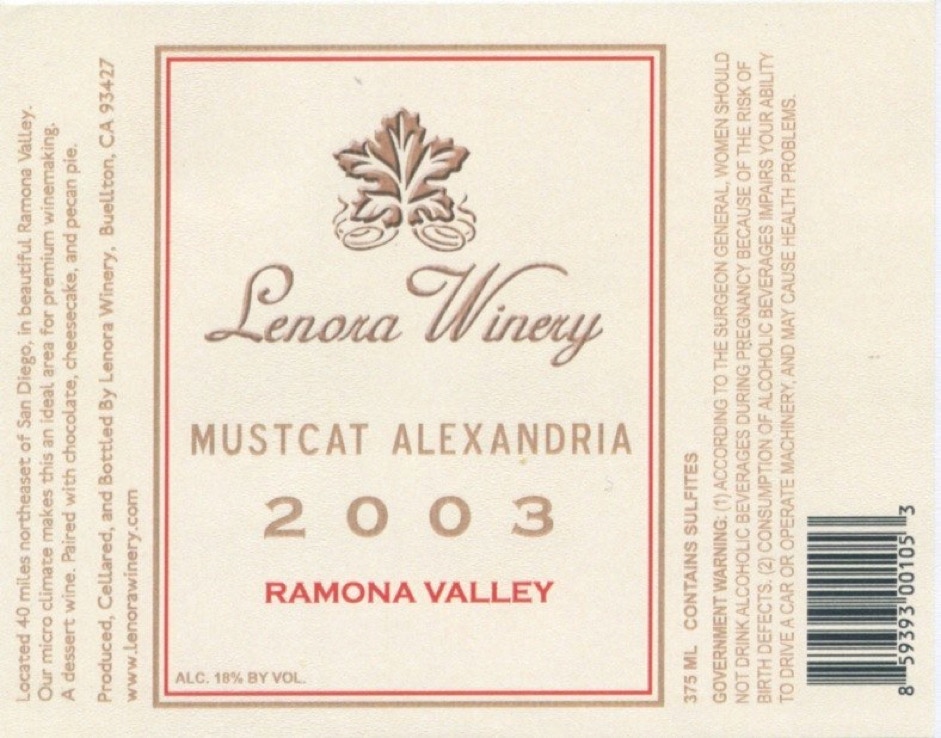 Located 40 miles northeaset of San Diego, in beautiful Ramona Valley.
Our micro climate makes this an ideal area for premium winemaking.
A dessert wine. Paired with chocolate, cheesecake, and pecan pie.
Produced, Cellared, and Bottled By Lenora Winery, Buellton, CA 93427
www.lenorawinery.com
Lenora Winery
MUSTCAT ALEXANDRIA
2003
RAMONA VALLEY
ALC. 18% BY VOL.
375 ML CONTAINS SULFITES
GOVERNMENT WARNING: (1) ACCORDING TO THE SURGEON GENERAL, WOMEN SHOULD
NOT DRINK ALCOHOLIC BEVERAGES DURING PREGNANCY BECAUSE OF THE RISK OF
BIRTH DEFECTS. (2) CONSUMPTION OF ALCOHOLIC BEVERAGES IMPAIRS YOUR ABILITY
TO DRIVE A CAR OR OPERATE MACHINERY, AND MAY CAUSE HEALTH PROBLEMS.
8 59393 00105 3